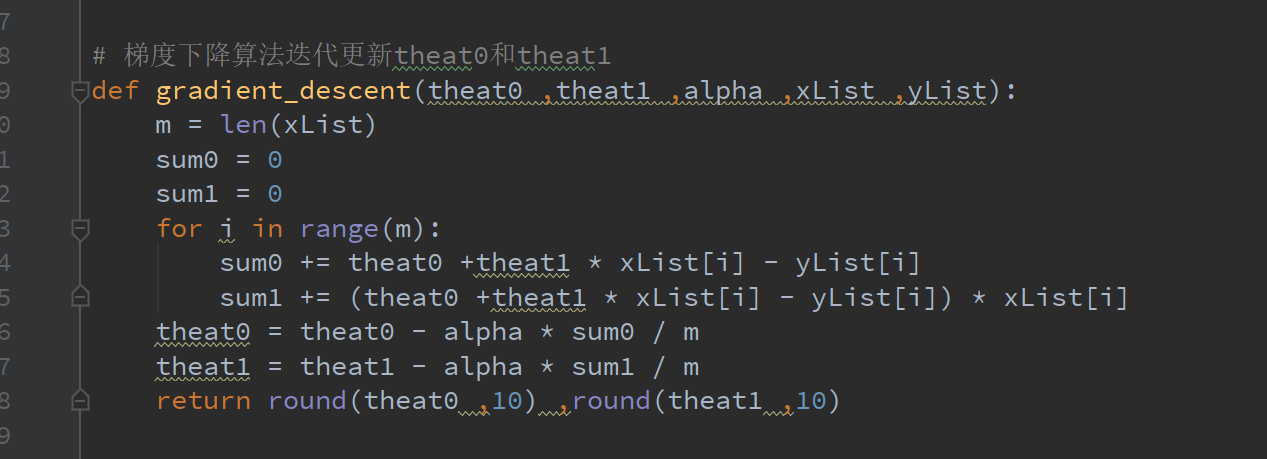 7
8 # 梯度下降算法迭代更新theat0和theat1
9 def gradient_descent(theat0 ,theat1 ,alpha ,xList ,yList):
0 m = len(xList)
1 sum0 = 0
2 sum1 = 0
3 for i in range(m):
4 sum0 += theat0 +theat1 * xList[i] - yList[i]
5 sum1 += (theat0 +theat1 * xList[i] - yList[i]) * xList[i]
6 theat0 = theat0 - alpha * sum0 / m
7 theat1 = theat1 - alpha * sum1 / m
8 return round(theat0 ,10) ,round(theat1 ,10)
9